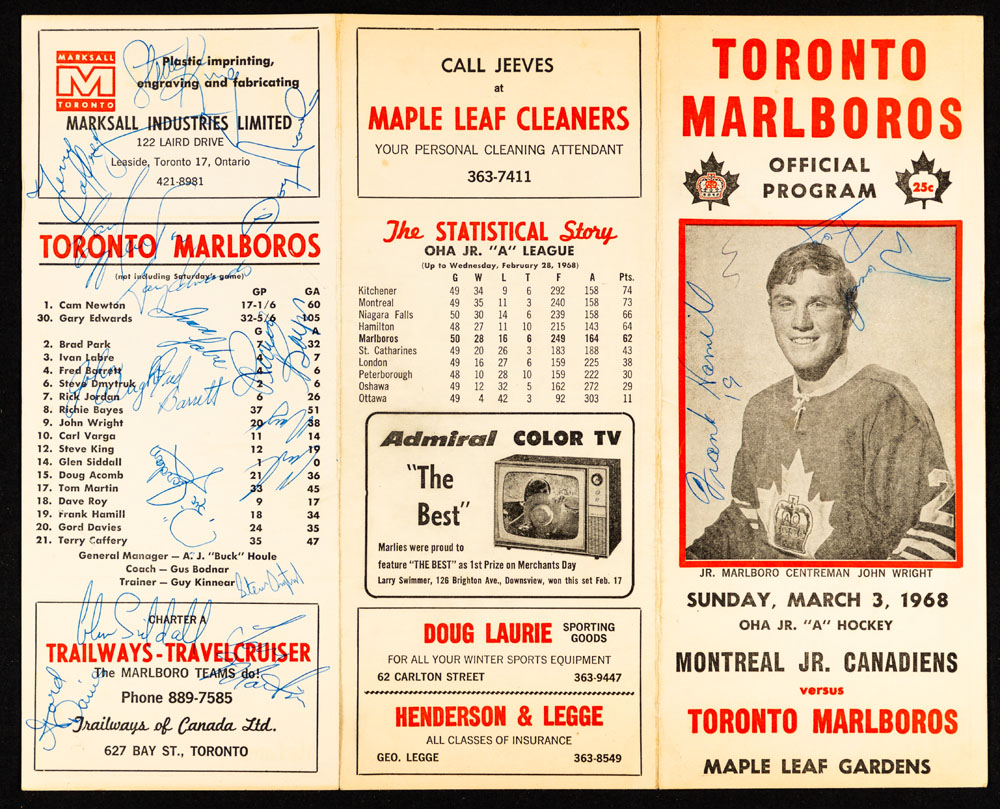 MARKSALL
M
TORONTO
Plastic imprinting,
engraving and fabricating
MARKSALL INDUSTRIES LIMITED
122 LAIRD DRIVE
Leaside, Toronto 17, Ontario
421-8981
Steve King
Terry Caffery
TORONTO MARLBOROS
(not including Saturday's game)
Gary Edwards
GP GA
1. Cam Newton 17-1/6 60
30. Gary Edwards 32-5/6 105
G A
2. Brad Park 7 32
3. Ivan Labre 4 7
4. Fred Barrett 4 6
6. Steve Dmytruk 2 6
7. Rick Jordan 6 26
8. Richie Bayes 37 51
9. John Wright 20 38
10. Carl Varga 11 14
12. Steve King 12 19
14. Glen Siddall 1 0
15. Doug Acomb 21 36
17. Tom Martin 33 45
18. Dave Roy 9 17
19. Frank Hamill 18 34
20. Gord Davies 24 35
21. Terry Caffery 35 47
John Wright
Fred
Barrett
General Manager — A. J. "Buck" Houle
Coach — Gus Bodnar
Trainer — Guy Kinnear
Glen Siddall
Gord
Davies
CHARTER A
TRAILWAYS-TRAVELCRUISER
The MARLBORO TEAMS do!
Phone 889-7585
Trailways of Canada Ltd.
627 BAY ST., TORONTO
CALL JEEVES
at
MAPLE LEAF CLEANERS
YOUR PERSONAL CLEANING ATTENDANT
363-7411
The STATISTICAL Story
OHA JR. "A" LEAGUE
(Up to Wednesday, February 28, 1968)
G W L T F A Pts.
Kitchener 49 34 9 6 292 158 74
Montreal 49 35 11 3 240 158 73
Niagara Falls 50 30 14 6 239 158 66
Hamilton 48 27 11 10 215 143 64
Marlboros 50 28 16 6 249 164 62
St. Catharines 49 20 26 3 183 188 43
London 49 16 27 6 159 225 38
Peterborough 48 10 28 10 159 222 30
Oshawa 49 12 32 5 162 272 29
Ottawa 49 4 42 3 92 303 11
Admiral COLOR TV
"The
Best"
Marlies were proud to
feature "THE BEST" as 1st Prize on Merchants Day
Larry Swimmer, 126 Brighton Ave., Downsview, won this set Feb. 17
DOUG LAURIE SPORTING
GOODS
FOR ALL YOUR WINTER SPORTS EQUIPMENT
62 CARLTON STREET 363-9447
HENDERSON & LEGGE
ALL CLASSES OF INSURANCE
GEO. LEGGE 363-8549
TORONTO
MARLBOROS
OFFICIAL
PROGRAM
25c
Frank Hamill
19
JR. MARLBORO CENTREMAN JOHN WRIGHT
SUNDAY, MARCH 3, 1968
OHA JR. "A" HOCKEY
MONTREAL JR. CANADIENS
versus
TORONTO MARLBOROS
MAPLE LEAF GARDENS